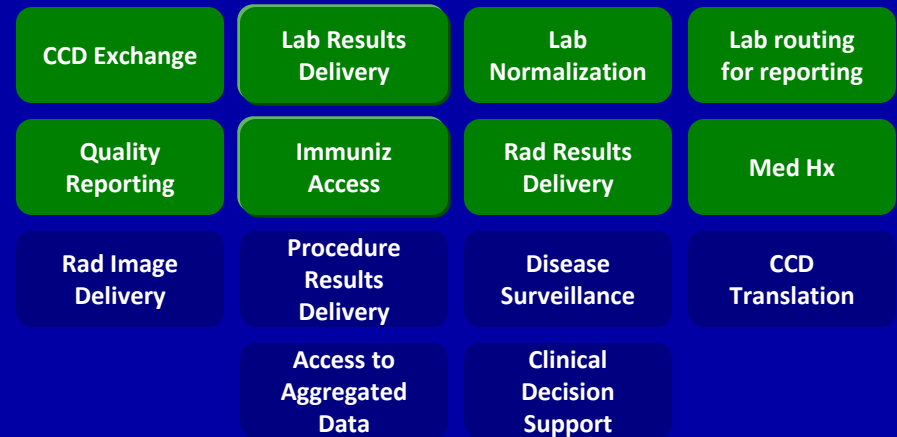 CCD Exchange
Lab Results
Delivery
Lab
Normalization
Lab routing
for reporting
Quality
Reporting
Immuniz
Access
Rad Results
Delivery
Med Hx
Rad Image
Delivery
Procedure
Results
Delivery
Disease
Surveillance
CCD
Translation
Access to
Aggregated
Data
Clinical
Decision
Support